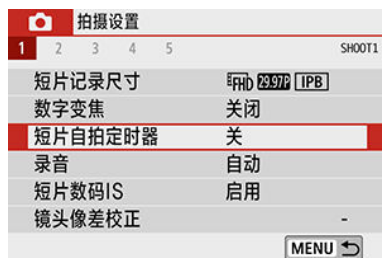 拍摄设置
1 2 3 4 5 SHOOT1
短片记录尺寸 FHD 29.97P IPB
数字变焦 关闭
短片自拍定时器 关
录音 自动
短片数码IS 启用
镜头像差校正 -
MENU